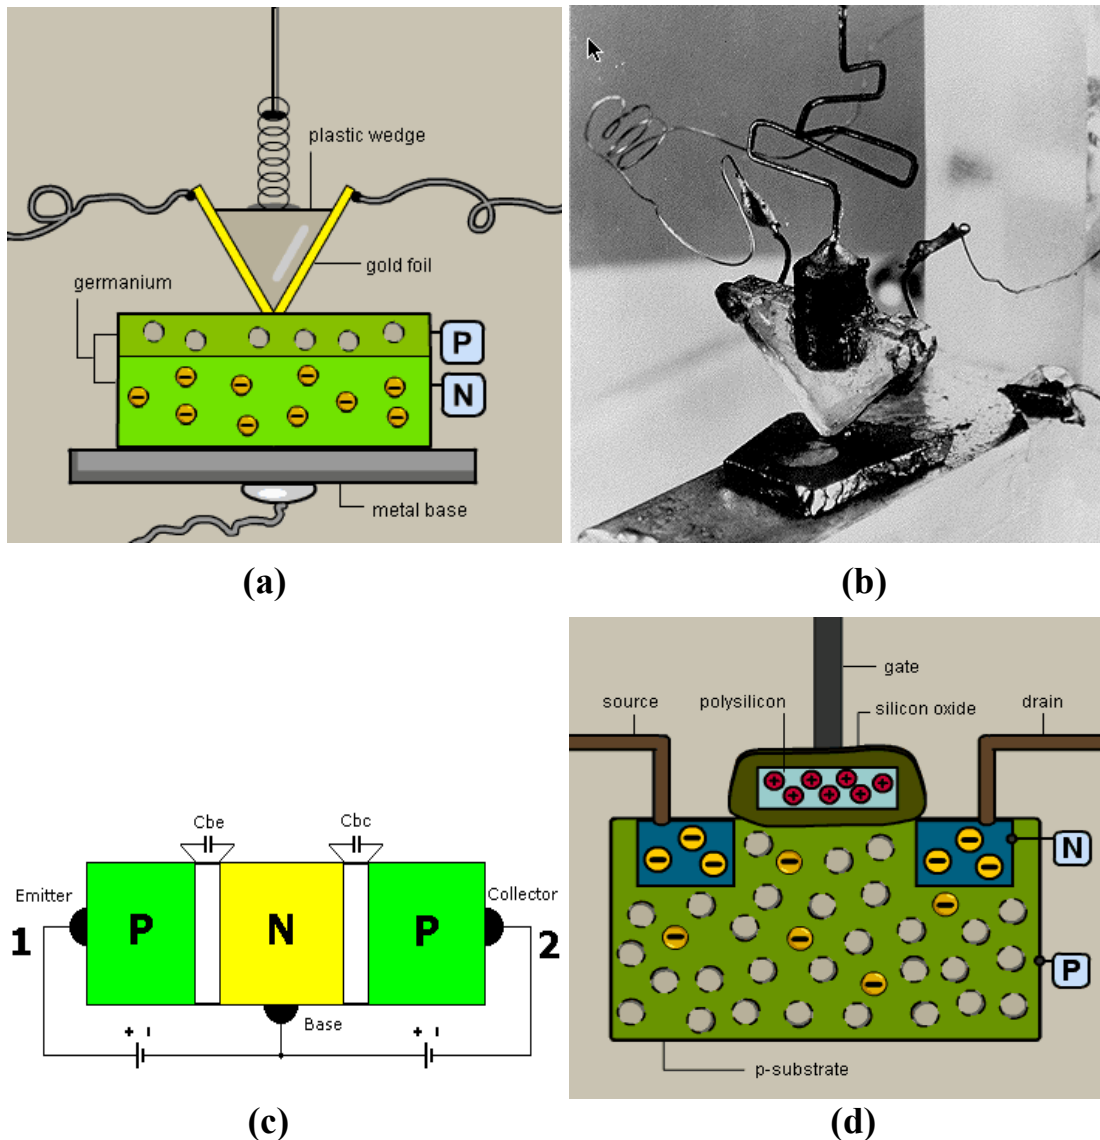 plastic wedge
gold foil
germanium
P
N
metal base
(a)
(b)
Cbe
Cbc
Emitter
Collector
1
P
N
P
2
Base
+ -
+ -
(c)
gate
source
polysilicon
silicon oxide
drain
N
P
p-substrate
(d)